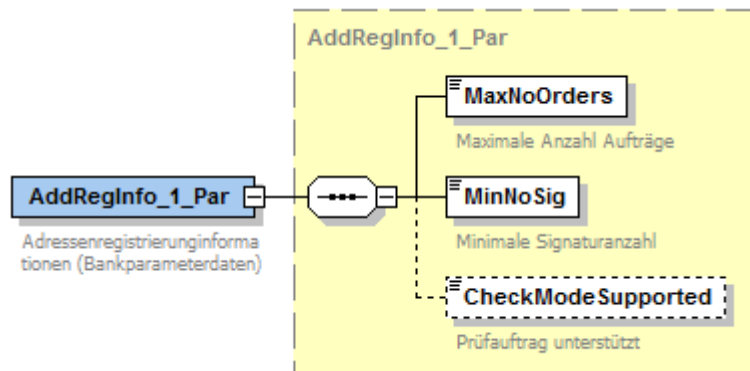 AddRegInfo_1_Par
MaxNoOrders
Maximale Anzahl Aufträge
AddRegInfo_1_Par
Adressenregistrierunginforma
tionen (Bankparameterdaten)
MinNoSig
Minimale Signaturanzahl
CheckModeSupported
Prüfauftrag unterstützt